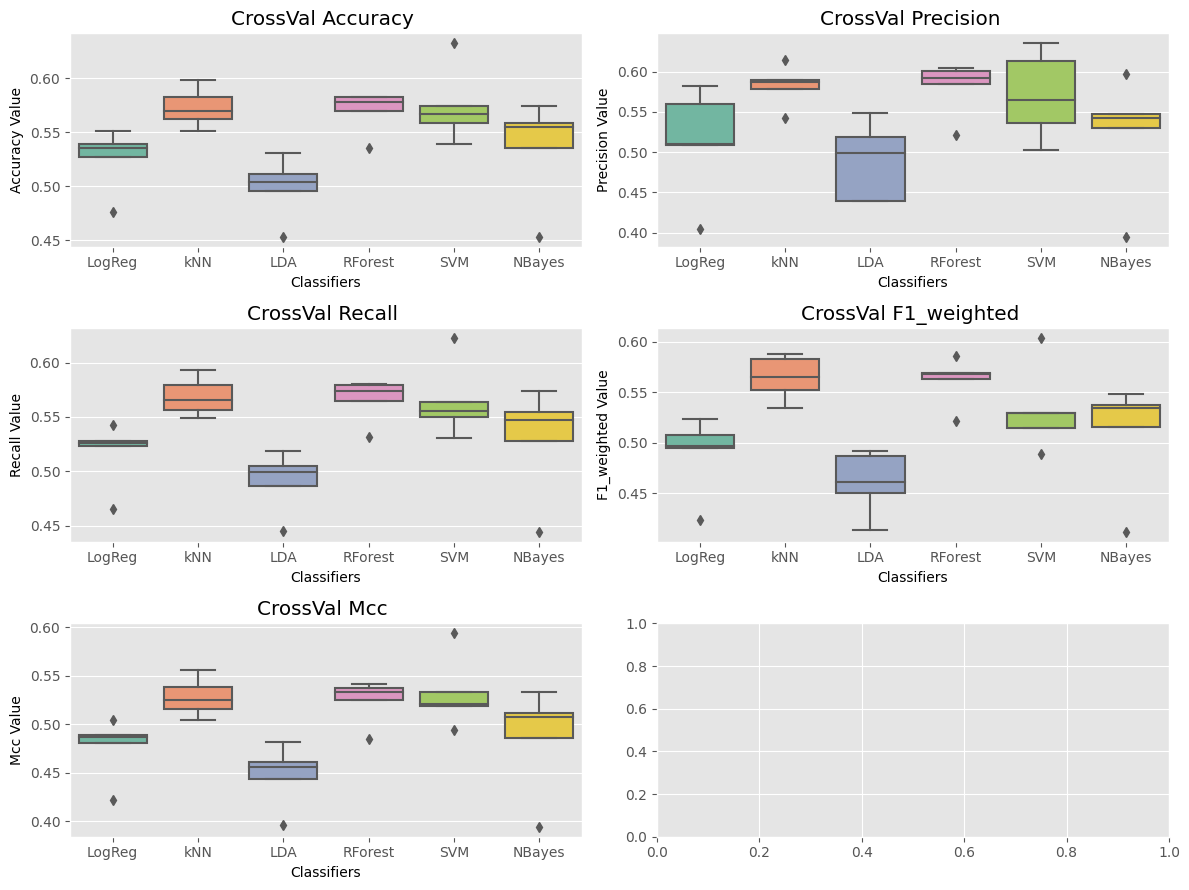 CrossVal Accuracy
Accuracy Value
0.60
0.55
0.50
0.45
LogReg kNN LDA RForest SVM NBayes
Classifiers
CrossVal Precision
Precision Value
0.60
0.55
0.50
0.45
0.40
LogReg kNN LDA RForest SVM NBayes
Classifiers
CrossVal Recall
Recall Value
0.60
0.55
0.50
0.45
LogReg kNN LDA RForest SVM NBayes
Classifiers
CrossVal F1_weighted
F1_weighted Value
0.60
0.55
0.50
0.45
LogReg kNN LDA RForest SVM NBayes
Classifiers
CrossVal Mcc
Mcc Value
0.60
0.55
0.50
0.45
0.40
LogReg kNN LDA RForest SVM NBayes
Classifiers
1.0
0.8
0.6
0.4
0.2
0.0
0.0 0.2 0.4 0.6 0.8 1.0